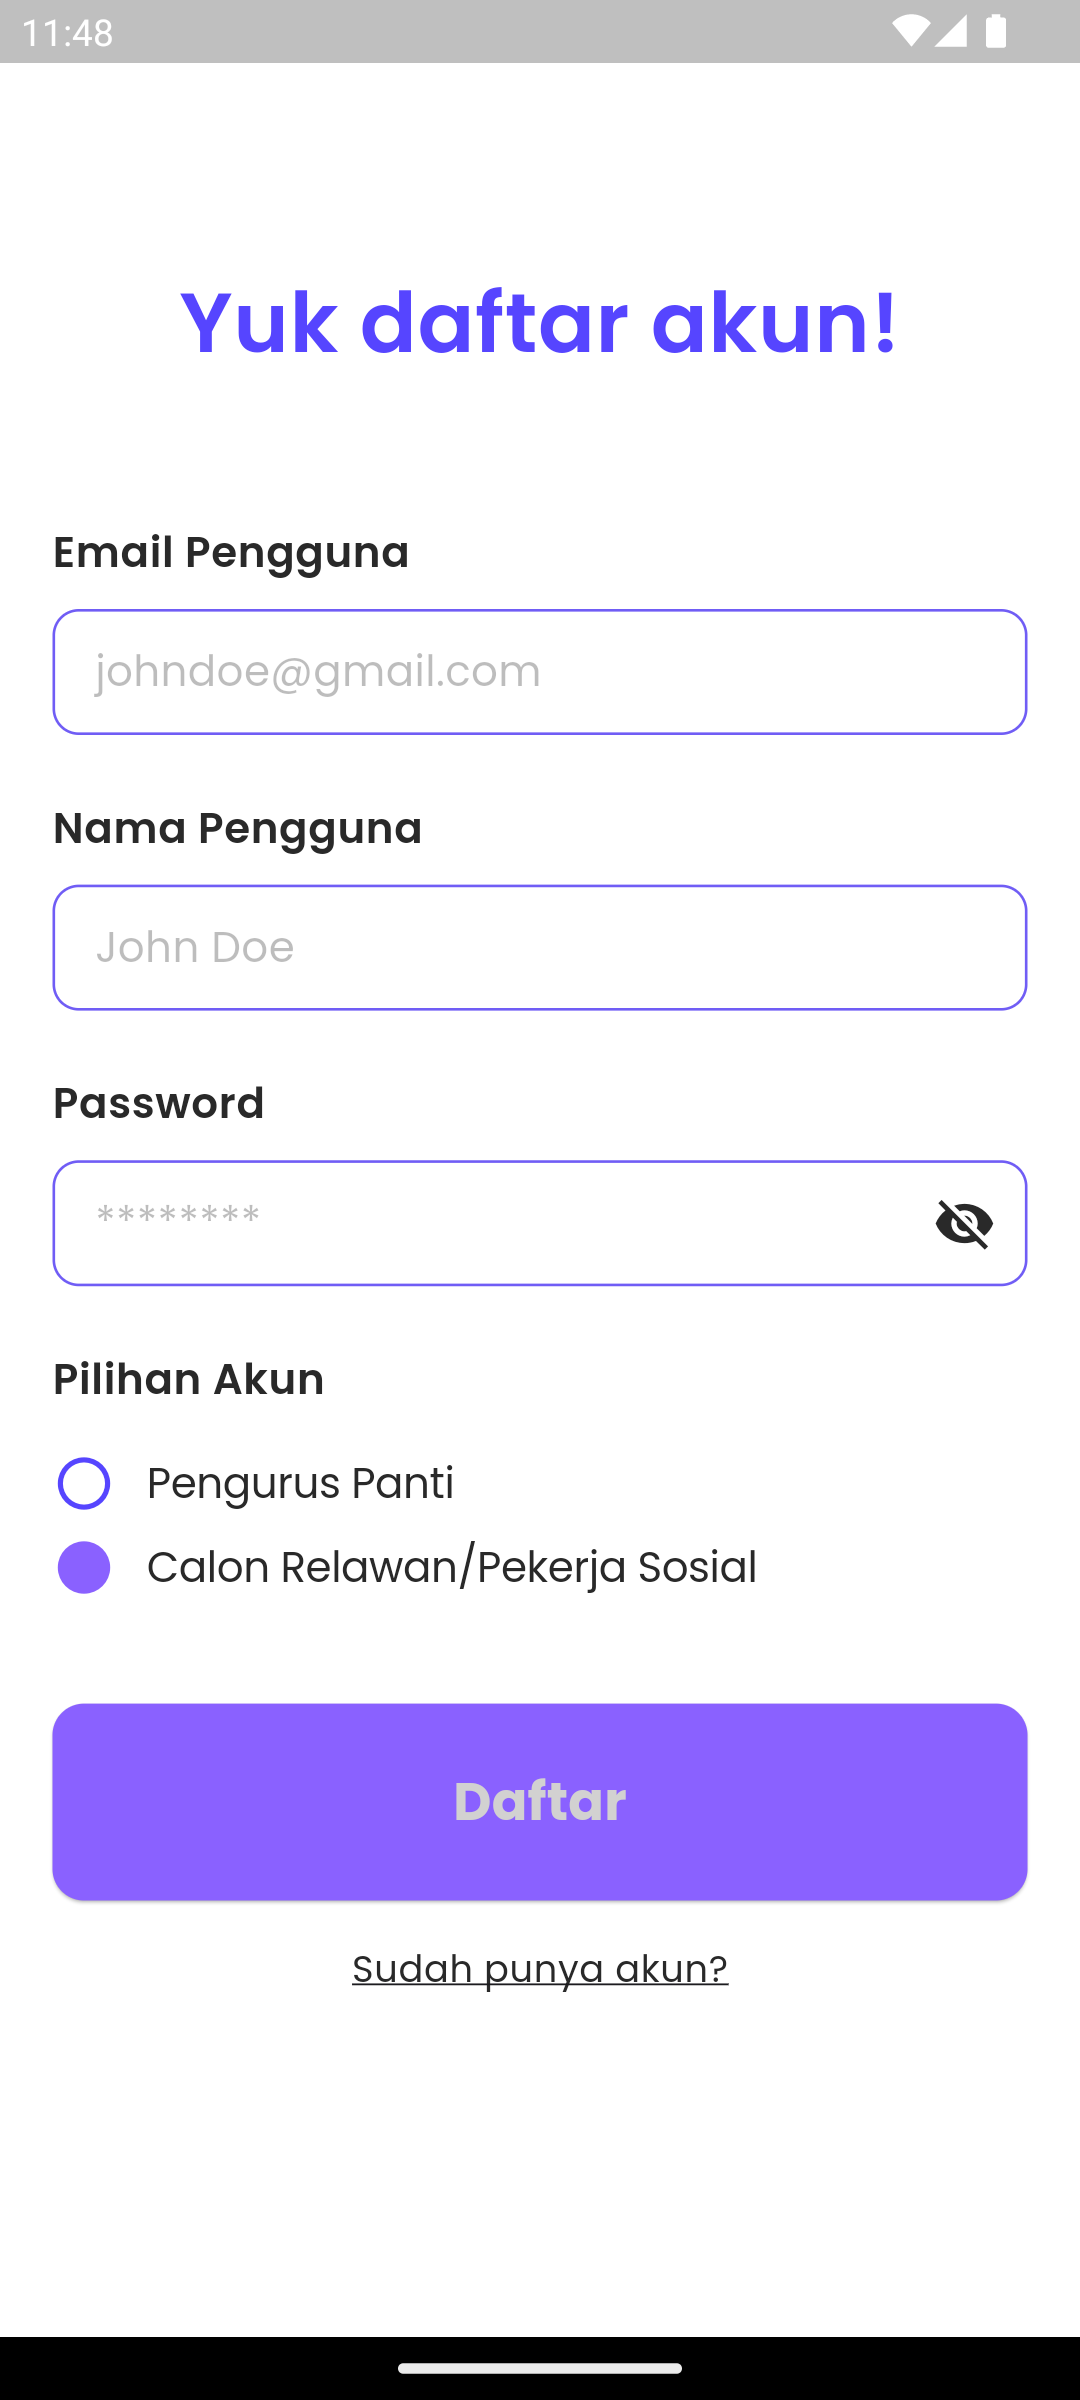 11:48
Yuk daftar akun!
Email Pengguna
johndoe@gmail.com
Nama Pengguna
John Doe
Password
********
Pilihan Akun
Pengurus Panti
Calon Relawan/Pekerja Sosial
Daftar
Sudah punya akun?